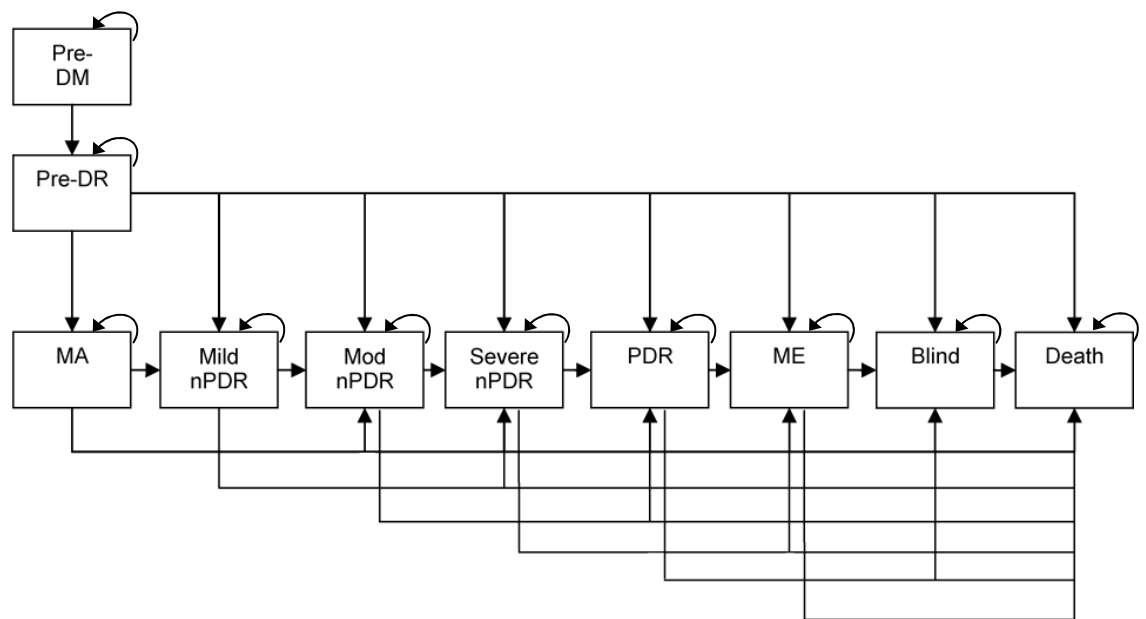 Pre-
DM
Pre-DR
MA
Mild
nPDR
Mod
nPDR
Severe
nPDR
PDR
ME
Blind
Death